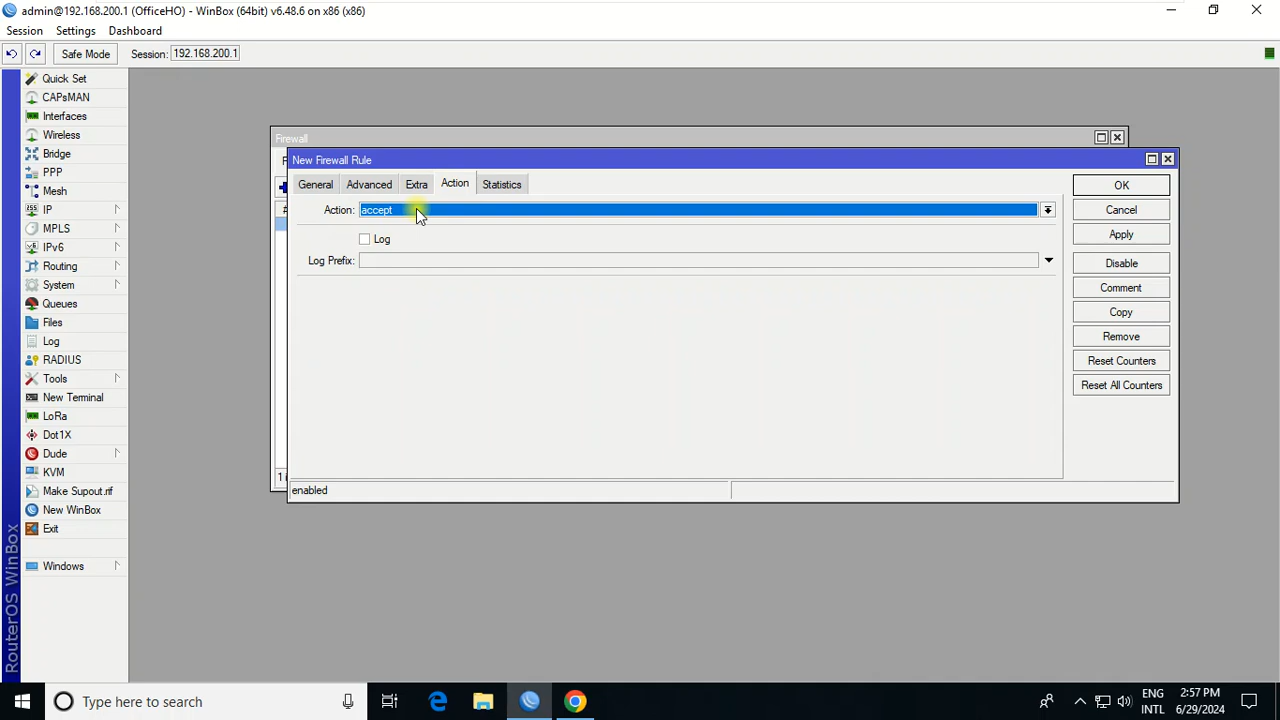 admin@192.168.200.1 (OfficeHO) - WinBox (64bit) v6.48.6 on x86 (x86)
Session Settings Dashboard
Safe Mode Session: 192.168.200.1
Quick Set
CAPsMAN
Interfaces
Wireless
Bridge
PPP
Mesh
IP
MPLS
IPv6
Routing
System
Queues
Files
Log
RADIUS
Tools
New Terminal
LoRa
Dot1X
Dude
KVM
Make Supout.rif
New WinBox
Exit
Windows
RouterOS WinBox
Firewall
New Firewall Rule
General Advanced Extra Action Statistics
Action: accept
Log
Log Prefix:
OK
Cancel
Apply
Disable
Comment
Copy
Remove
Reset Counters
Reset All Counters
enabled
Type here to search
ENG
INTL
2:57 PM
6/29/2024